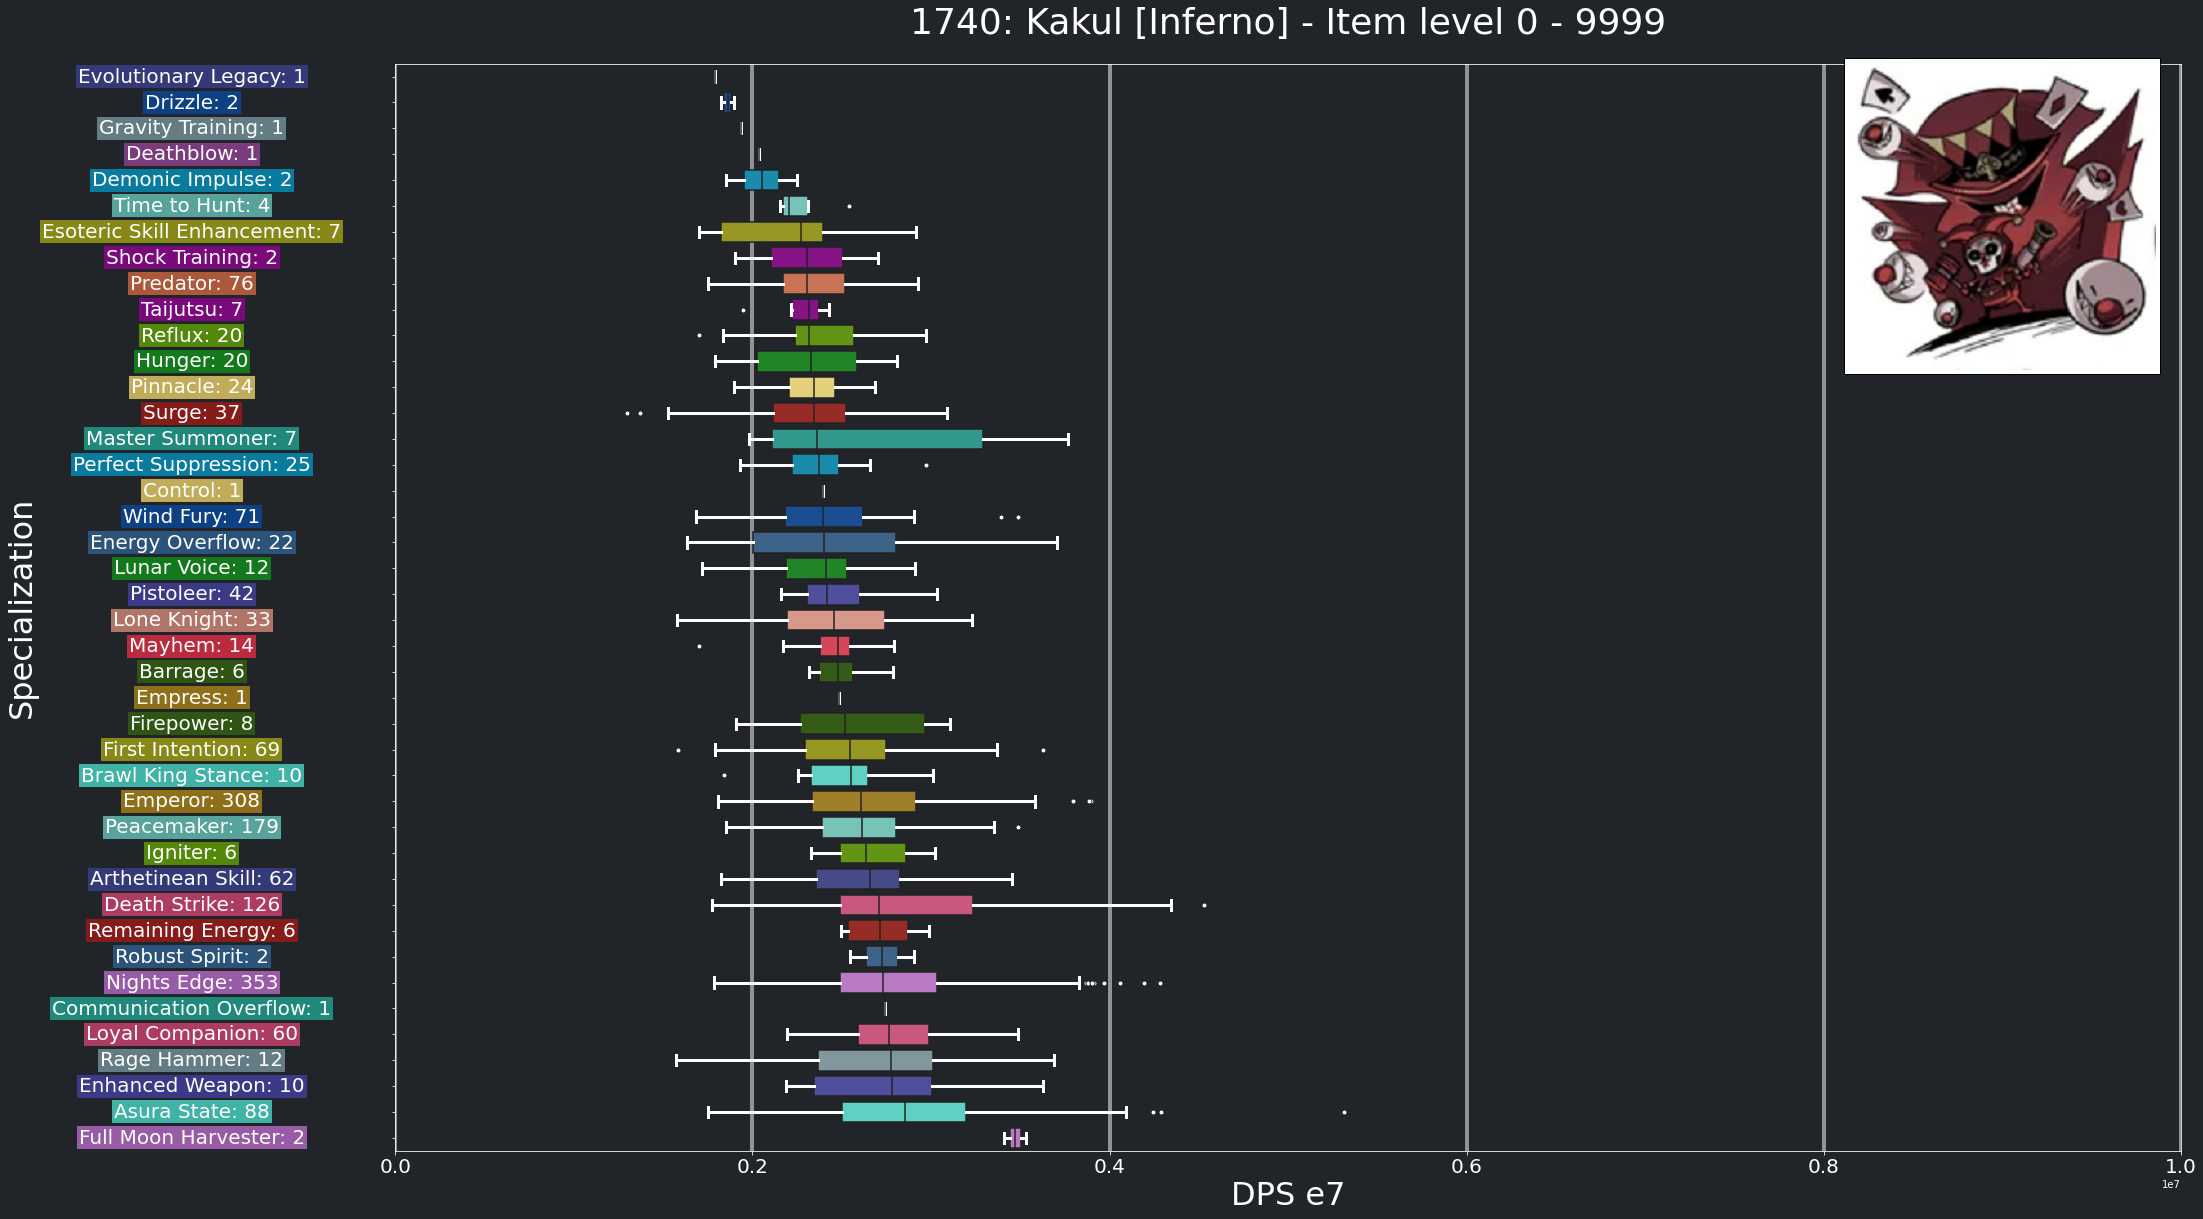 1740: Kakul [Inferno] - Item level 0 - 9999
Specialization
Evolutionary Legacy: 1
Drizzle: 2
Gravity Training: 1
Deathblow: 1
Demonic Impulse: 2
Time to Hunt: 4
Esoteric Skill Enhancement: 7
Shock Training: 2
Predator: 76
Taijutsu: 7
Reflux: 20
Hunger: 20
Pinnacle: 24
Surge: 37
Master Summoner: 7
Perfect Suppression: 25
Control: 1
Wind Fury: 71
Energy Overflow: 22
Lunar Voice: 12
Pistoleer: 42
Lone Knight: 33
Mayhem: 14
Barrage: 6
Empress: 1
Firepower: 8
First Intention: 69
Brawl King Stance: 10
Emperor: 308
Peacemaker: 179
Igniter: 6
Arthetinean Skill: 62
Death Strike: 126
Remaining Energy: 6
Robust Spirit: 2
Nights Edge: 353
Communication Overflow: 1
Loyal Companion: 60
Rage Hammer: 12
Enhanced Weapon: 10
Asura State: 88
Full Moon Harvester: 2
0.0 0.2 0.4 0.6 0.8 1.0
1e7
DPS e7